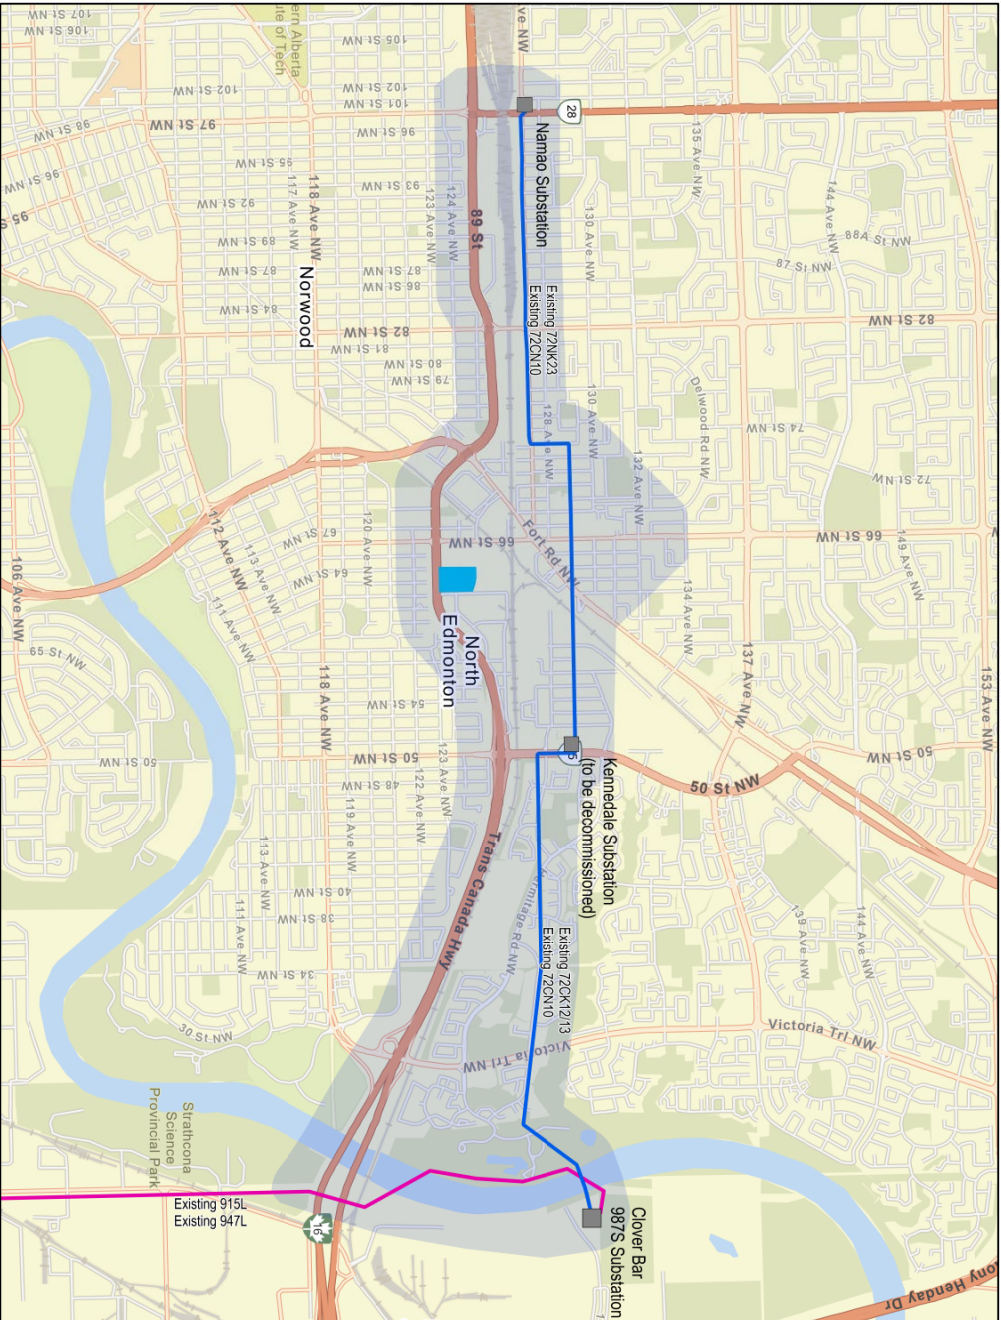 107 St NW
106 St NW
ern Alberta
ute of Tech
105 St NW
ve NW
102 St NW
102 St NW
101 St NW
28
98 St NW
97 St NW
96 St NW
135 Ave NW
Namao Substation
95 St NW
96 St NW
117 Ave NW
118 Ave NW
93 St NW
92 St NW
123 Ave NW
124 Ave NW
89 St
130 Ave NW
144 Ave NW
88A St NW
87 St NW
95
89 St NW
87 St NW
87 St NW
86 St NW
84 St NW
Norwood
Existing 72NK23
Existing 72CN10
82 St NW
82 St NW
81 St NW
80 St NW
79 St NW
128 Ave NW
130 Ave NW
Delwood Rd NW
132 Ave NW
74 St NW
72 St NW
112 Ave NW
113 Ave NW
111 Ave NW
67 St NW
64 St NW
120 Ave NW
66 St NW
Fort Rd NW
66 St NW
149 Ave NW
134 Ave NW
106 Ave NW
65 St NW
118 Ave NW
North
Edmonton
54 St NW
137 Ave NW
153 Ave NW
50 St NW
50 St NW
50 St NW
50 St NW
Kennedale Substation
(to be decommissioned)
48 St NW
123 Ave NW
122 Ave NW
119 Ave NW
113 Ave NW
111 Ave NW
40 St NW
38 St NW
34 St NW
30 St NW
Trans Canada Hwy
rmitage Rd NW
Existing 72CK12/13
Existing 72CN10
139 Ave NW
144 Ave NW
Victoria Trl NW
Victoria Trl NW
Strathcona
Science
Provincial Park
Existing 915L
Existing 947L
16
Clover Bar
987S Substation
ony Henday Dr